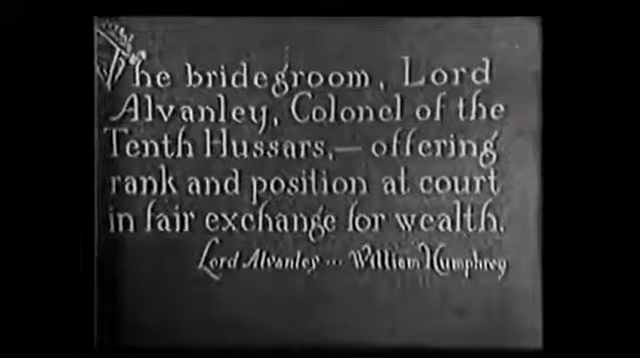 The bridegroom, Lord
Alvanley, Colonel of the
Tenth Hussars,— offering
rank and position at court
in fair exchange for wealth.
Lord Alvanley ... William Humphrey